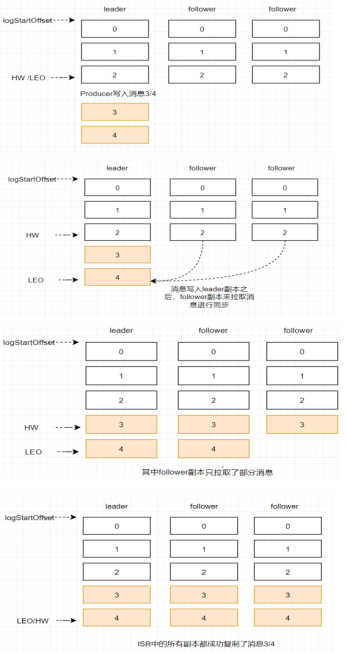 leader follower follower
logStartOffset
0 0 0
1 1 1
HW /LEO 2 2 2
Producer写入消息3/4
3
4
leader follower follower
logStartOffset
0 0 0
1 1 1
HW 2 2 2
3
LEO 4
消息写入leader副本之
后，follower副本来拉取消
息进行同步
leader follower follower
logStartOffset
0 0 0
1 1 1
2 2 2
HW 3 3 3
LEO 4 4
其中follower副本只拉取了部分消息
leader follower follower
logStartOffset
0 0 0
1 1 1
2 2 2
3 3 3
LEO/HW 4 4 4
ISR中的所有副本都成功复制了消息3/4